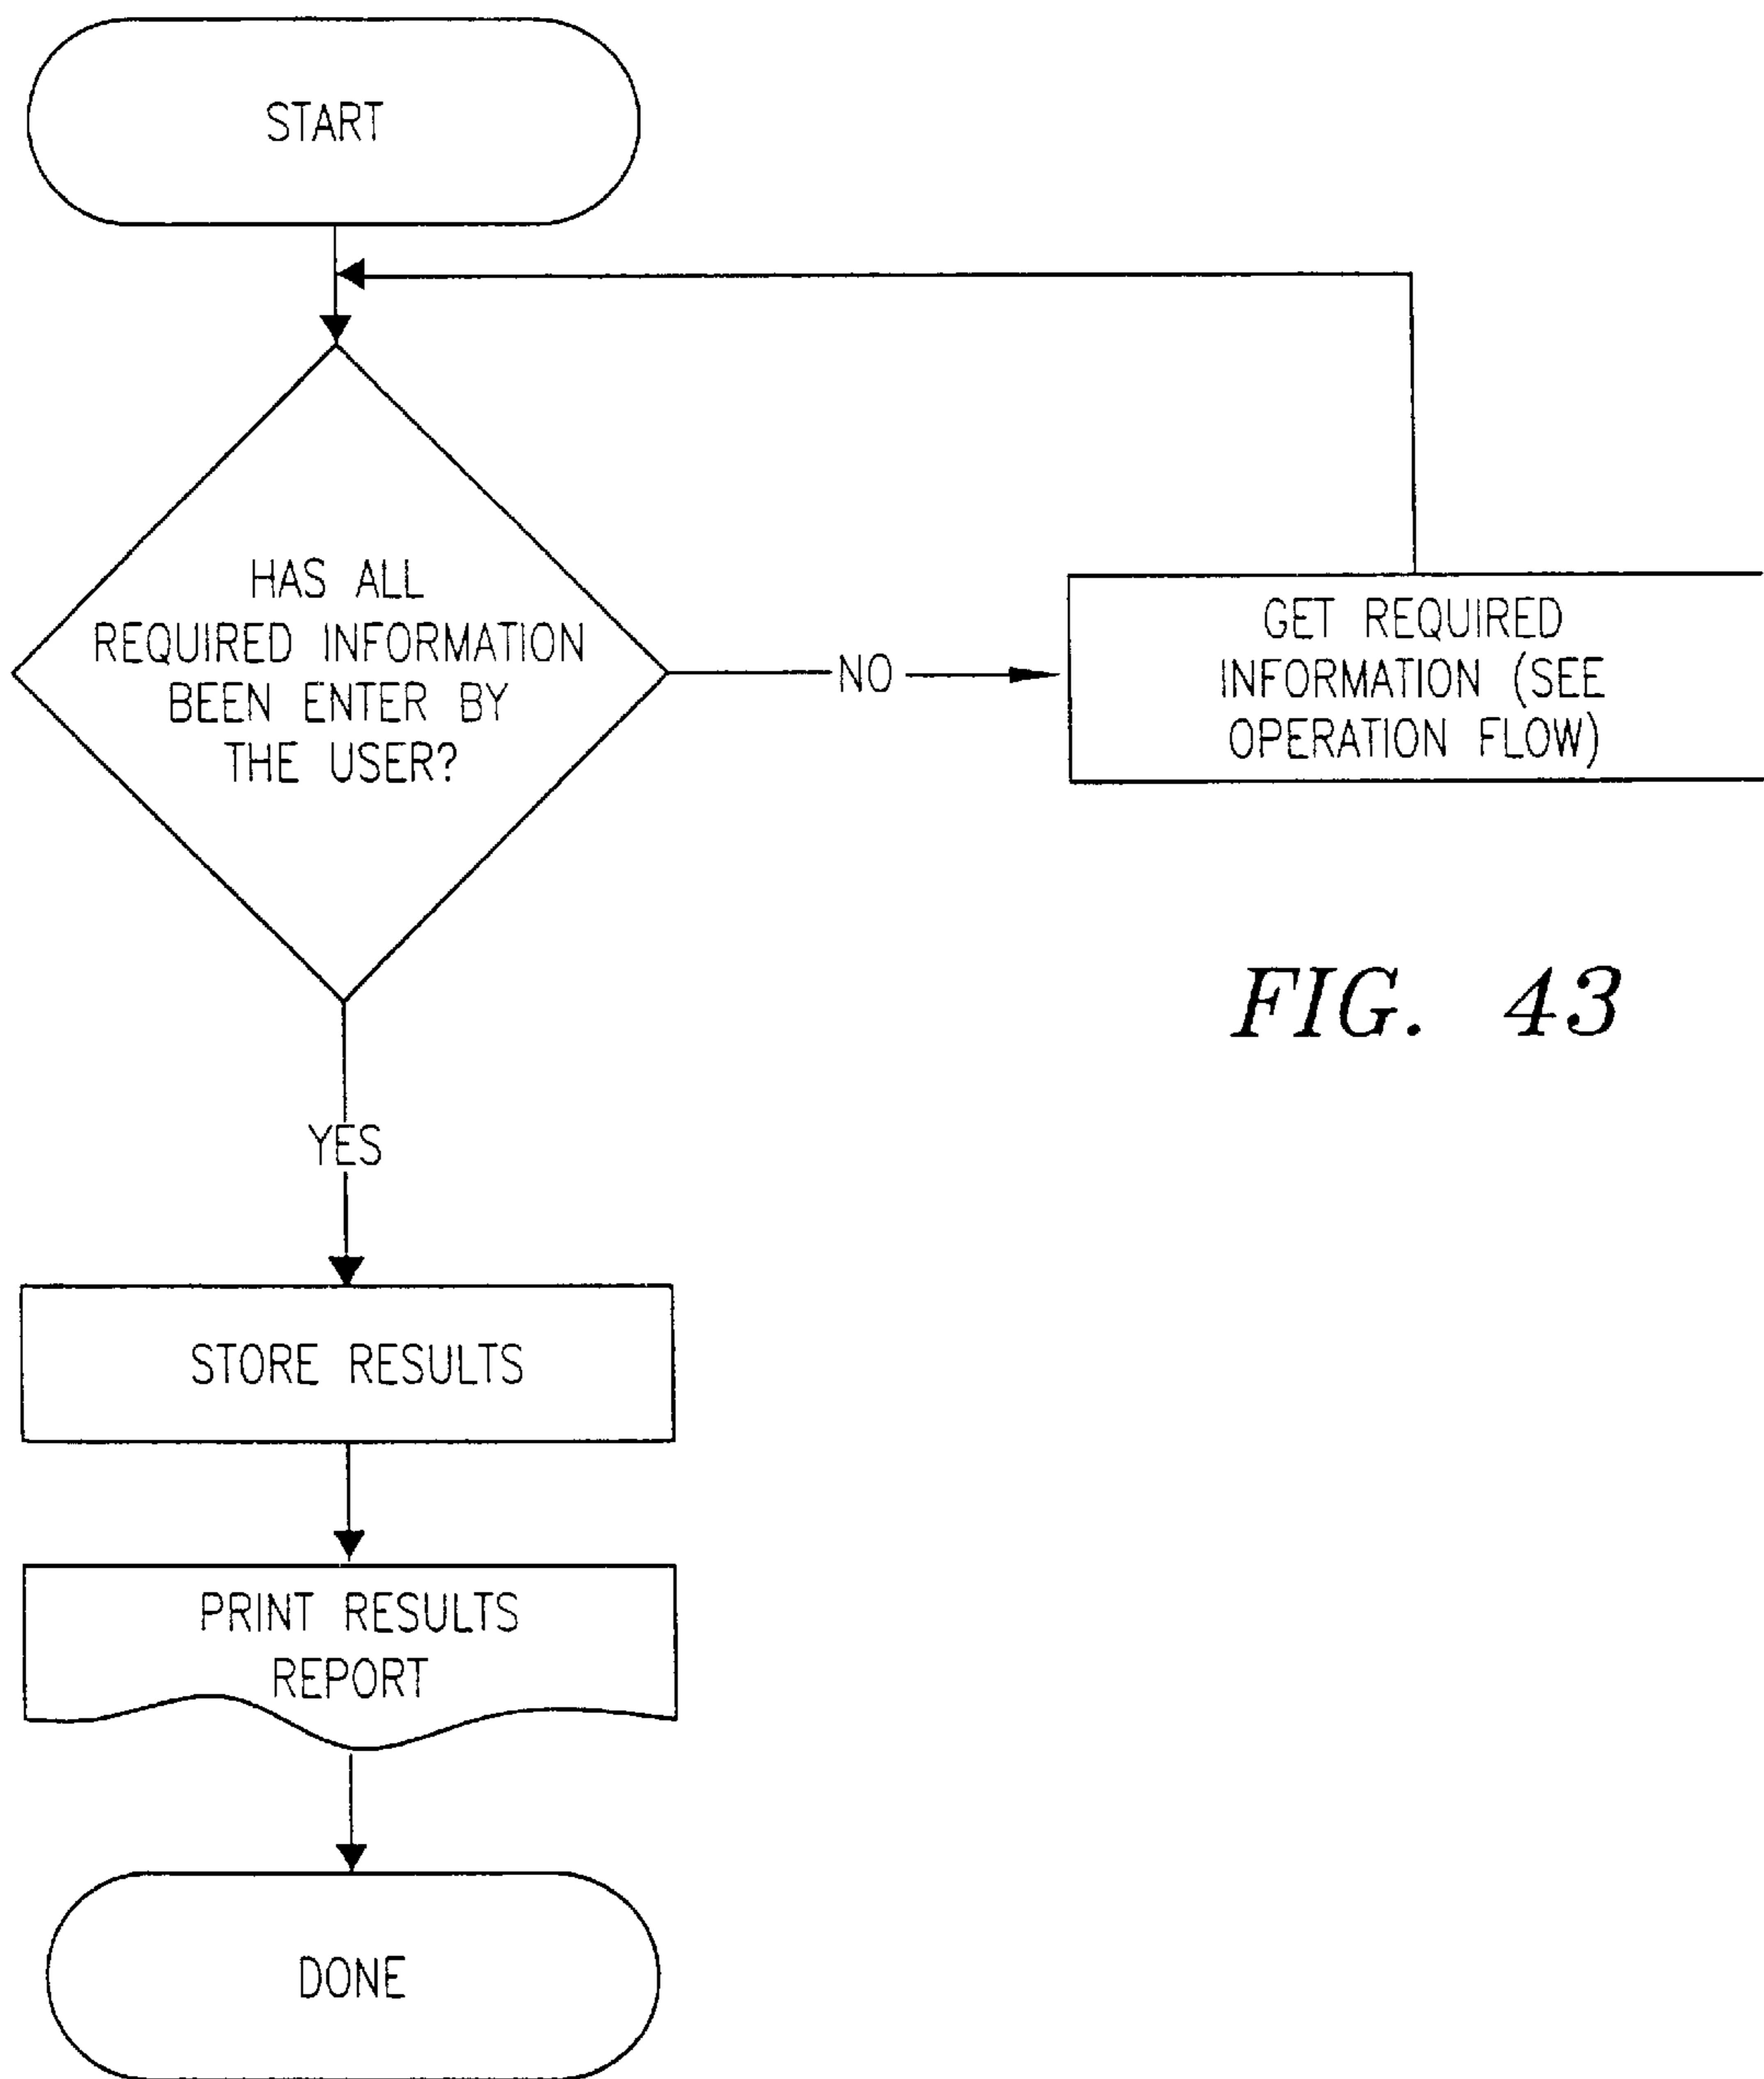 START
HAS ALL
REQUIRED INFORMATION
BEEN ENTER BY
THE USER?
NO
GET REQUIRED
INFORMATION (SEE
OPERATION FLOW)
FIG. 43
YES
STORE RESULTS
PRINT RESULTS
REPORT
DONE